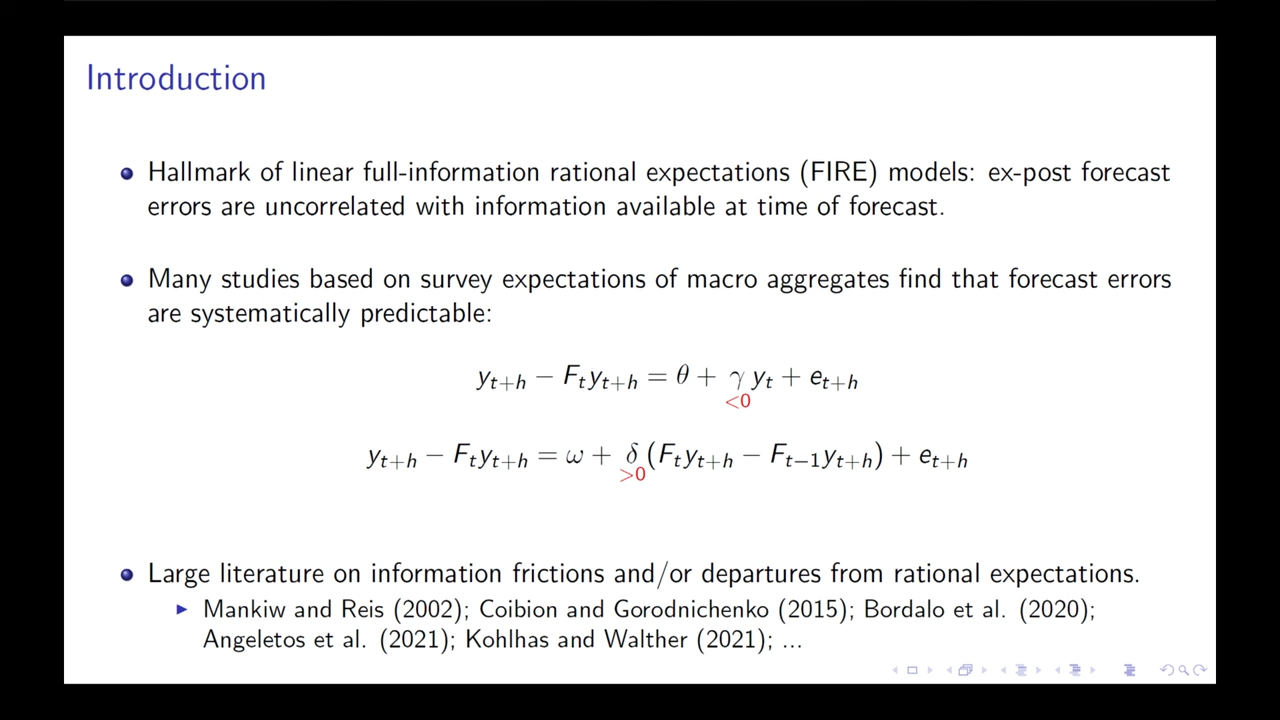 Introduction
Hallmark of linear full-information rational expectations (FIRE) models: ex-post forecast
errors are uncorrelated with information available at time of forecast.
Many studies based on survey expectations of macro aggregates find that forecast errors
are systematically predictable:
y_{t+h} − F_t y_{t+h} = θ + γ y_t + e_{t+h}
<0
y_{t+h} − F_t y_{t+h} = ω + δ (F_t y_{t+h} − F_{t−1} y_{t+h}) + e_{t+h}
>0
Large literature on information frictions and/or departures from rational expectations.
Mankiw and Reis (2002); Coibion and Gorodnichenko (2015); Bordalo et al. (2020);
Angeletos et al. (2021); Kohlhas and Walther (2021); ...